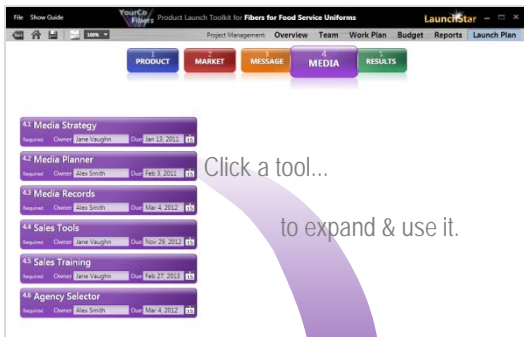 File Show Guide
YourCo Fibers Product Launch Toolkit for Fibers for Food Service Uniforms LaunchStar
100% Project Management: Overview Team Work Plan Budget Reports Launch Plan
1 PRODUCT
2 MARKET
3 MESSAGE
4 MEDIA
5 RESULTS
4.1 Media Strategy
Required Owner Jane Vaughn Due Jan 13, 2011 15
4.2 Media Planner
Required Owner Alex Smith Due Feb 3, 2011 15
4.3 Media Records
Required Owner Alex Smith Due Mar 4, 2012 15
4.4 Sales Tools
Required Owner Jane Vaughn Due Nov 29, 2012 15
4.5 Sales Training
Required Owner Jane Vaughn Due Feb 27, 2013 15
4.6 Agency Selector
Required Owner Alex Smith Due Mar 4, 2012 15
Click a tool...
to expand & use it.